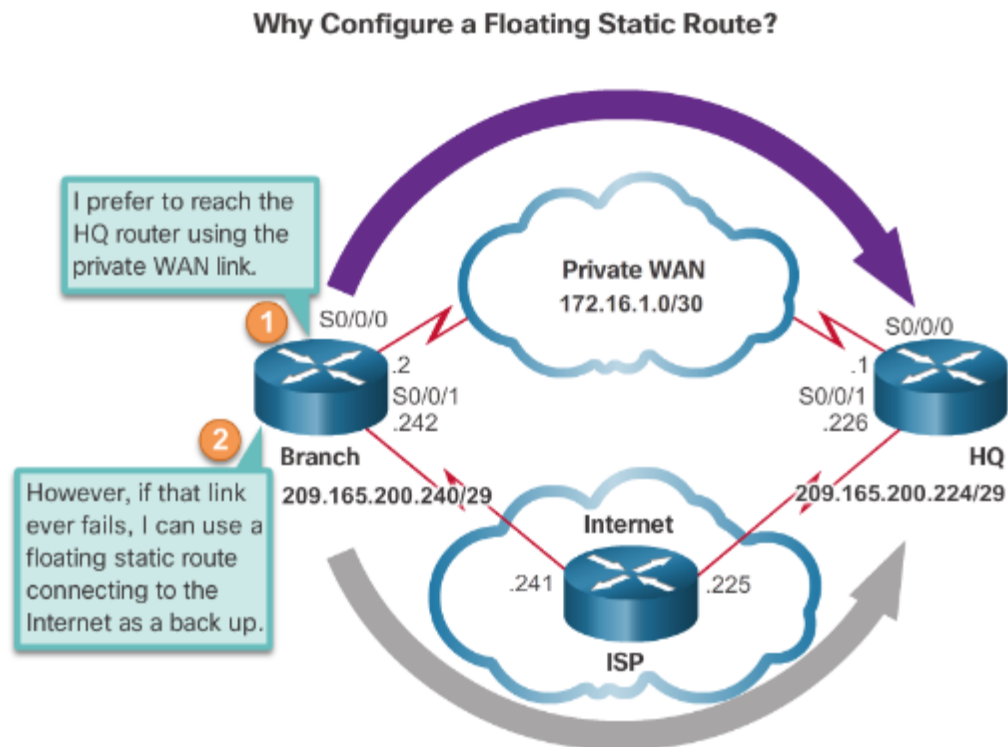 Why Configure a Floating Static Route?
I prefer to reach the
HQ router using the
private WAN link.
Private WAN
172.16.1.0/30
1
S0/0/0
S0/0/0
.2
.1
S0/0/1
S0/0/1
.242
.226
2
Branch
HQ
209.165.200.240/29
209.165.200.224/29
However, if that link
ever fails, I can use a
floating static route
connecting to the
Internet as a back up.
Internet
.241
.225
ISP